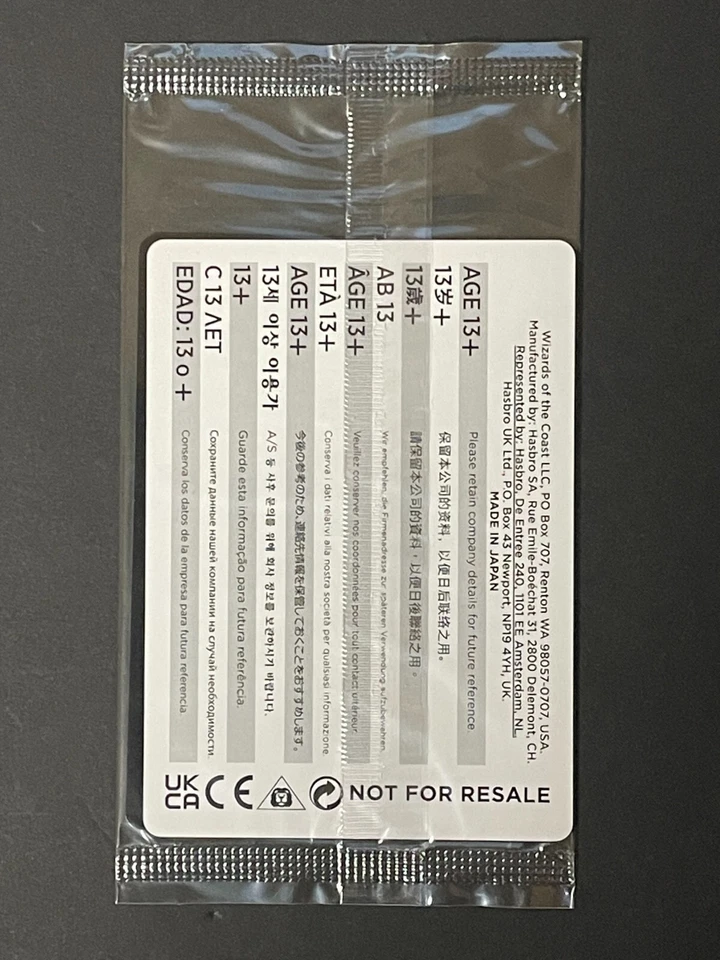 Wizards of the Coast LLC, PO Box 707, Renton WA 98057-0707, USA.
Manufactured by: Hasbro SA, Rue Emile-Boéchat 31, 2800 Delemont, CH.
Represented by: Hasbro, De Entree 240, 1101 EE Amsterdam, NL.
Hasbro UK Ltd., P.O. Box 43 Newport, NP19 4YH, UK.
MADE IN JAPAN
AGE 13+ Please retain company details for future reference
13岁+ 保留本公司的资料，以便日后联络之用。
13歲+ 請保留本公司的資料，以便日後聯絡之用。
AB 13 Wir empfehlen, die Firmenadresse zur späteren Verwendung aufzubewahren.
ÂGE 13+ Veuillez conserver nos coordonnées pour tout contact ultérieur.
ETÀ 13+ Conserva i dati relativi alla nostra società per qualsiasi informazione.
AGE 13+ 今後の参考のため、連絡先情報を保管しておくことをおすすめします。
13세 이상 이용가 A/S 등 사후 문의를 위해 회사 정보를 보관하시기 바랍니다.
13+ Guarde esta informação para futura referência.
С 13 ЛЕТ Сохраните данные нашей компании на случай необходимости.
EDAD: 13 o + Conserva los datos de la empresa para futura referencia.
NOT FOR RESALE
CE
UKCA